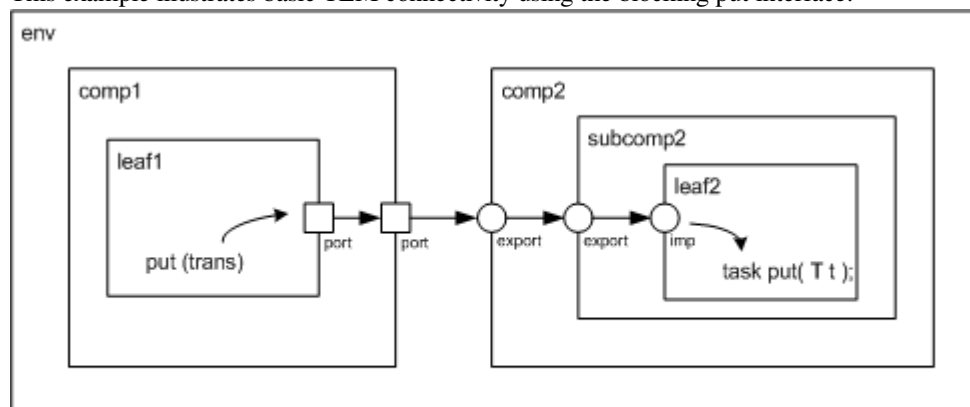 This example illustrates basic TLM connectivity using the blocking put interface.
env
comp1
comp2
subcomp2
leaf1
leaf2
port
port
export
export
imp
put (trans)
task put( T t );